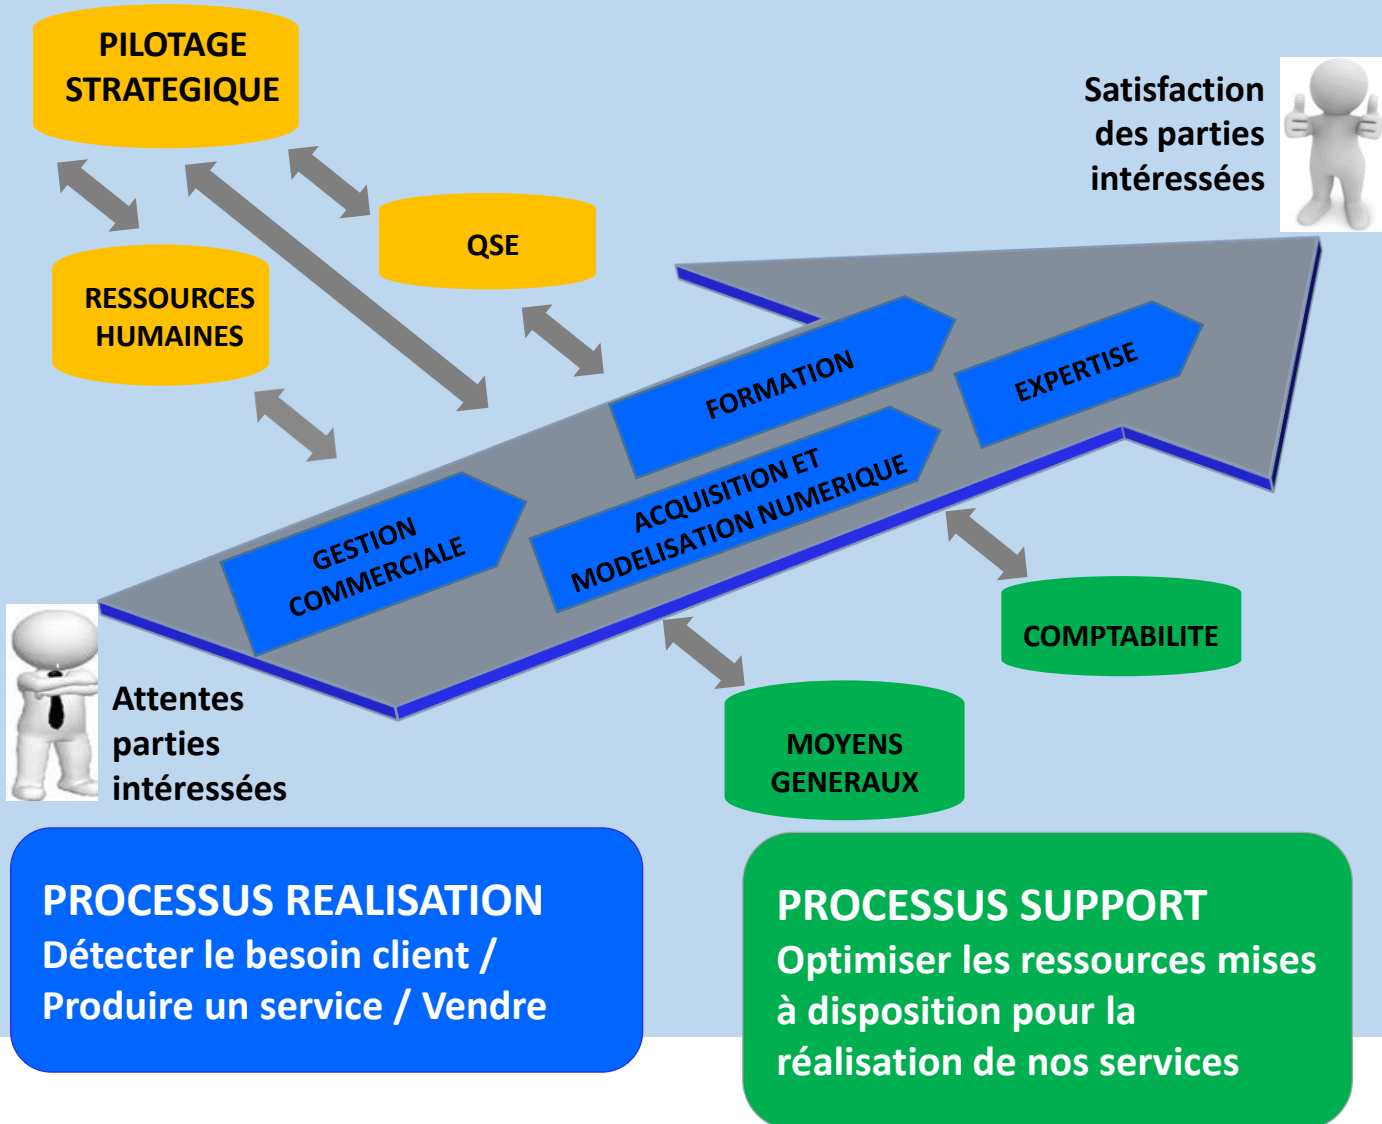 PILOTAGE
STRATEGIQUE
Satisfaction
des parties
intéressées
QSE
RESSOURCES
HUMAINES
FORMATION
EXPERTISE
ACQUISITION ET
MODELISATION NUMERIQUE
GESTION
COMMERCIALE
COMPTABILITE
Attentes
parties
intéressées
MOYENS
GENERAUX
PROCESSUS REALISATION
Détecter le besoin client /
Produire un service / Vendre
PROCESSUS SUPPORT
Optimiser les ressources mises
à disposition pour la
réalisation de nos services